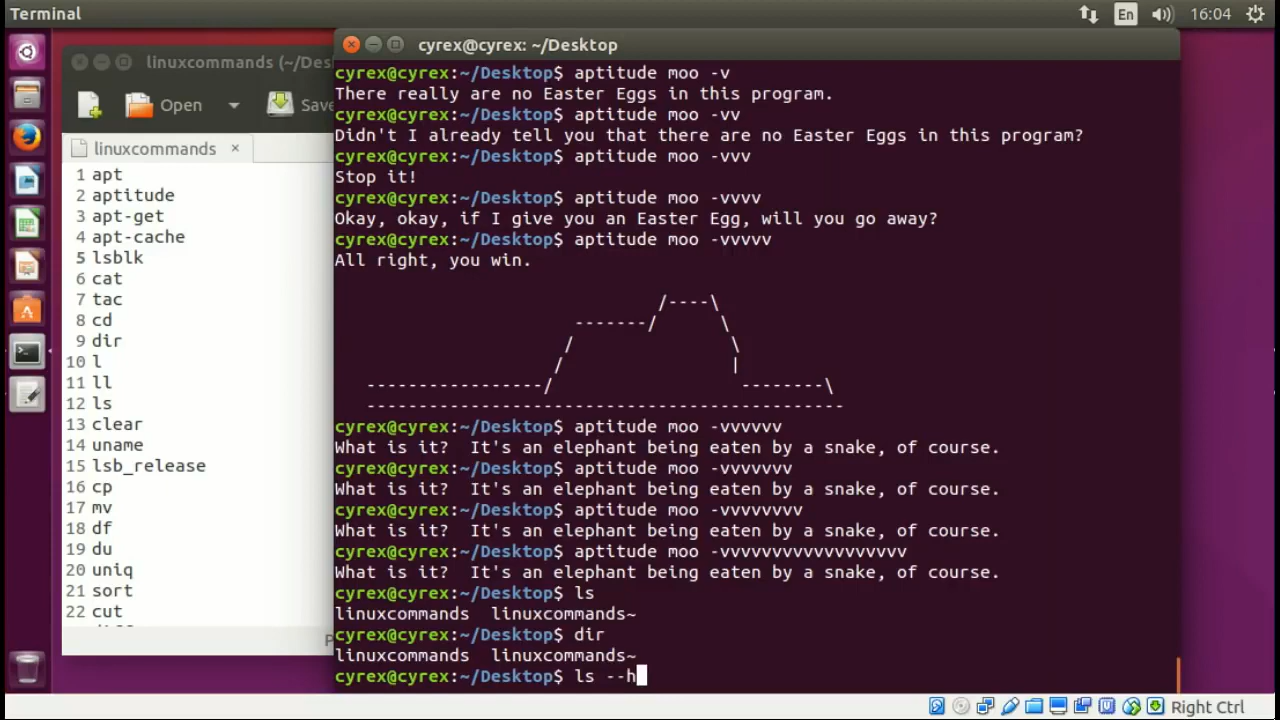 Terminal
En
16:04
linuxcommands (~/Des
Open
Save
linuxcommands ×
1 apt
2 aptitude
3 apt-get
4 apt-cache
5 lsblk
6 cat
7 tac
8 cd
9 dir
10 l
11 ll
12 ls
13 clear
14 uname
15 lsb_release
16 cp
17 mv
18 df
19 du
20 uniq
21 sort
22 cut
P
cyrex@cyrex: ~/Desktop
cyrex@cyrex:~/Desktop$ aptitude moo -v
There really are no Easter Eggs in this program.
cyrex@cyrex:~/Desktop$ aptitude moo -vv
Didn't I already tell you that there are no Easter Eggs in this program?
cyrex@cyrex:~/Desktop$ aptitude moo -vvv
Stop it!
cyrex@cyrex:~/Desktop$ aptitude moo -vvvv
Okay, okay, if I give you an Easter Egg, will you go away?
cyrex@cyrex:~/Desktop$ aptitude moo -vvvvv
All right, you win.
/----\
-------/ \
/ \
/ |
-----------------/ --------\
----------------------------------------------
cyrex@cyrex:~/Desktop$ aptitude moo -vvvvvv
What is it? It's an elephant being eaten by a snake, of course.
cyrex@cyrex:~/Desktop$ aptitude moo -vvvvvvv
What is it? It's an elephant being eaten by a snake, of course.
cyrex@cyrex:~/Desktop$ aptitude moo -vvvvvvvv
What is it? It's an elephant being eaten by a snake, of course.
cyrex@cyrex:~/Desktop$ aptitude moo -vvvvvvvvvvvvvvvvvv
What is it? It's an elephant being eaten by a snake, of course.
cyrex@cyrex:~/Desktop$ ls
linuxcommands linuxcommands~
cyrex@cyrex:~/Desktop$ dir
linuxcommands linuxcommands~
cyrex@cyrex:~/Desktop$ ls --h
Right Ctrl